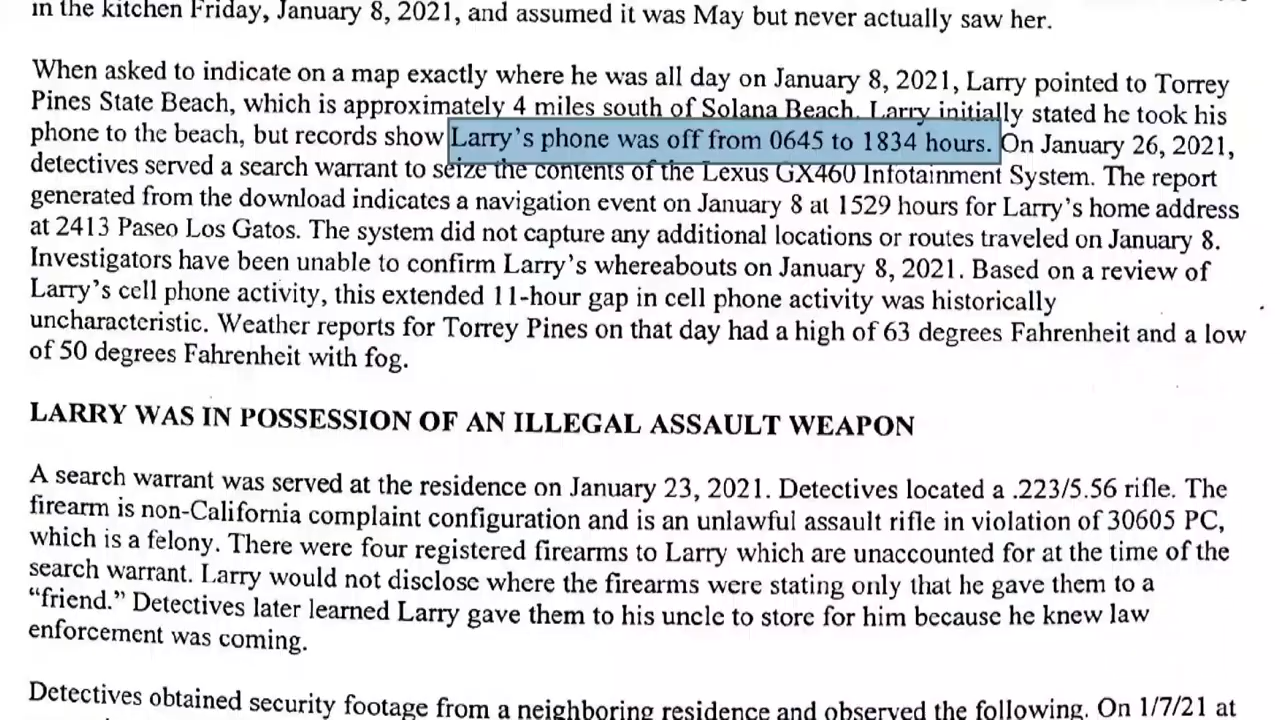 in the kitchen Friday, January 8, 2021, and assumed it was May but never actually saw her.
When asked to indicate on a map exactly where he was all day on January 8, 2021, Larry pointed to Torrey
Pines State Beach, which is approximately 4 miles south of Solana Beach. Larry initially stated he took his
phone to the beach, but records show Larry's phone was off from 0645 to 1834 hours. On January 26, 2021,
detectives served a search warrant to seize the contents of the Lexus GX460 Infotainment System. The report
generated from the download indicates a navigation event on January 8 at 1529 hours for Larry's home address
at 2413 Paseo Los Gatos. The system did not capture any additional locations or routes traveled on January 8.
Investigators have been unable to confirm Larry's whereabouts on January 8, 2021. Based on a review of
Larry's cell phone activity, this extended 11-hour gap in cell phone activity was historically
uncharacteristic. Weather reports for Torrey Pines on that day had a high of 63 degrees Fahrenheit and a low
of 50 degrees Fahrenheit with fog.
LARRY WAS IN POSSESSION OF AN ILLEGAL ASSAULT WEAPON
A search warrant was served at the residence on January 23, 2021. Detectives located a .223/5.56 rifle. The
firearm is non-California complaint configuration and is an unlawful assault rifle in violation of 30605 PC,
which is a felony. There were four registered firearms to Larry which are unaccounted for at the time of the
search warrant. Larry would not disclose where the firearms were stating only that he gave them to a
“friend.” Detectives later learned Larry gave them to his uncle to store for him because he knew law
enforcement was coming.
Detectives obtained security footage from a neighboring residence and observed the following. On 1/7/21 at